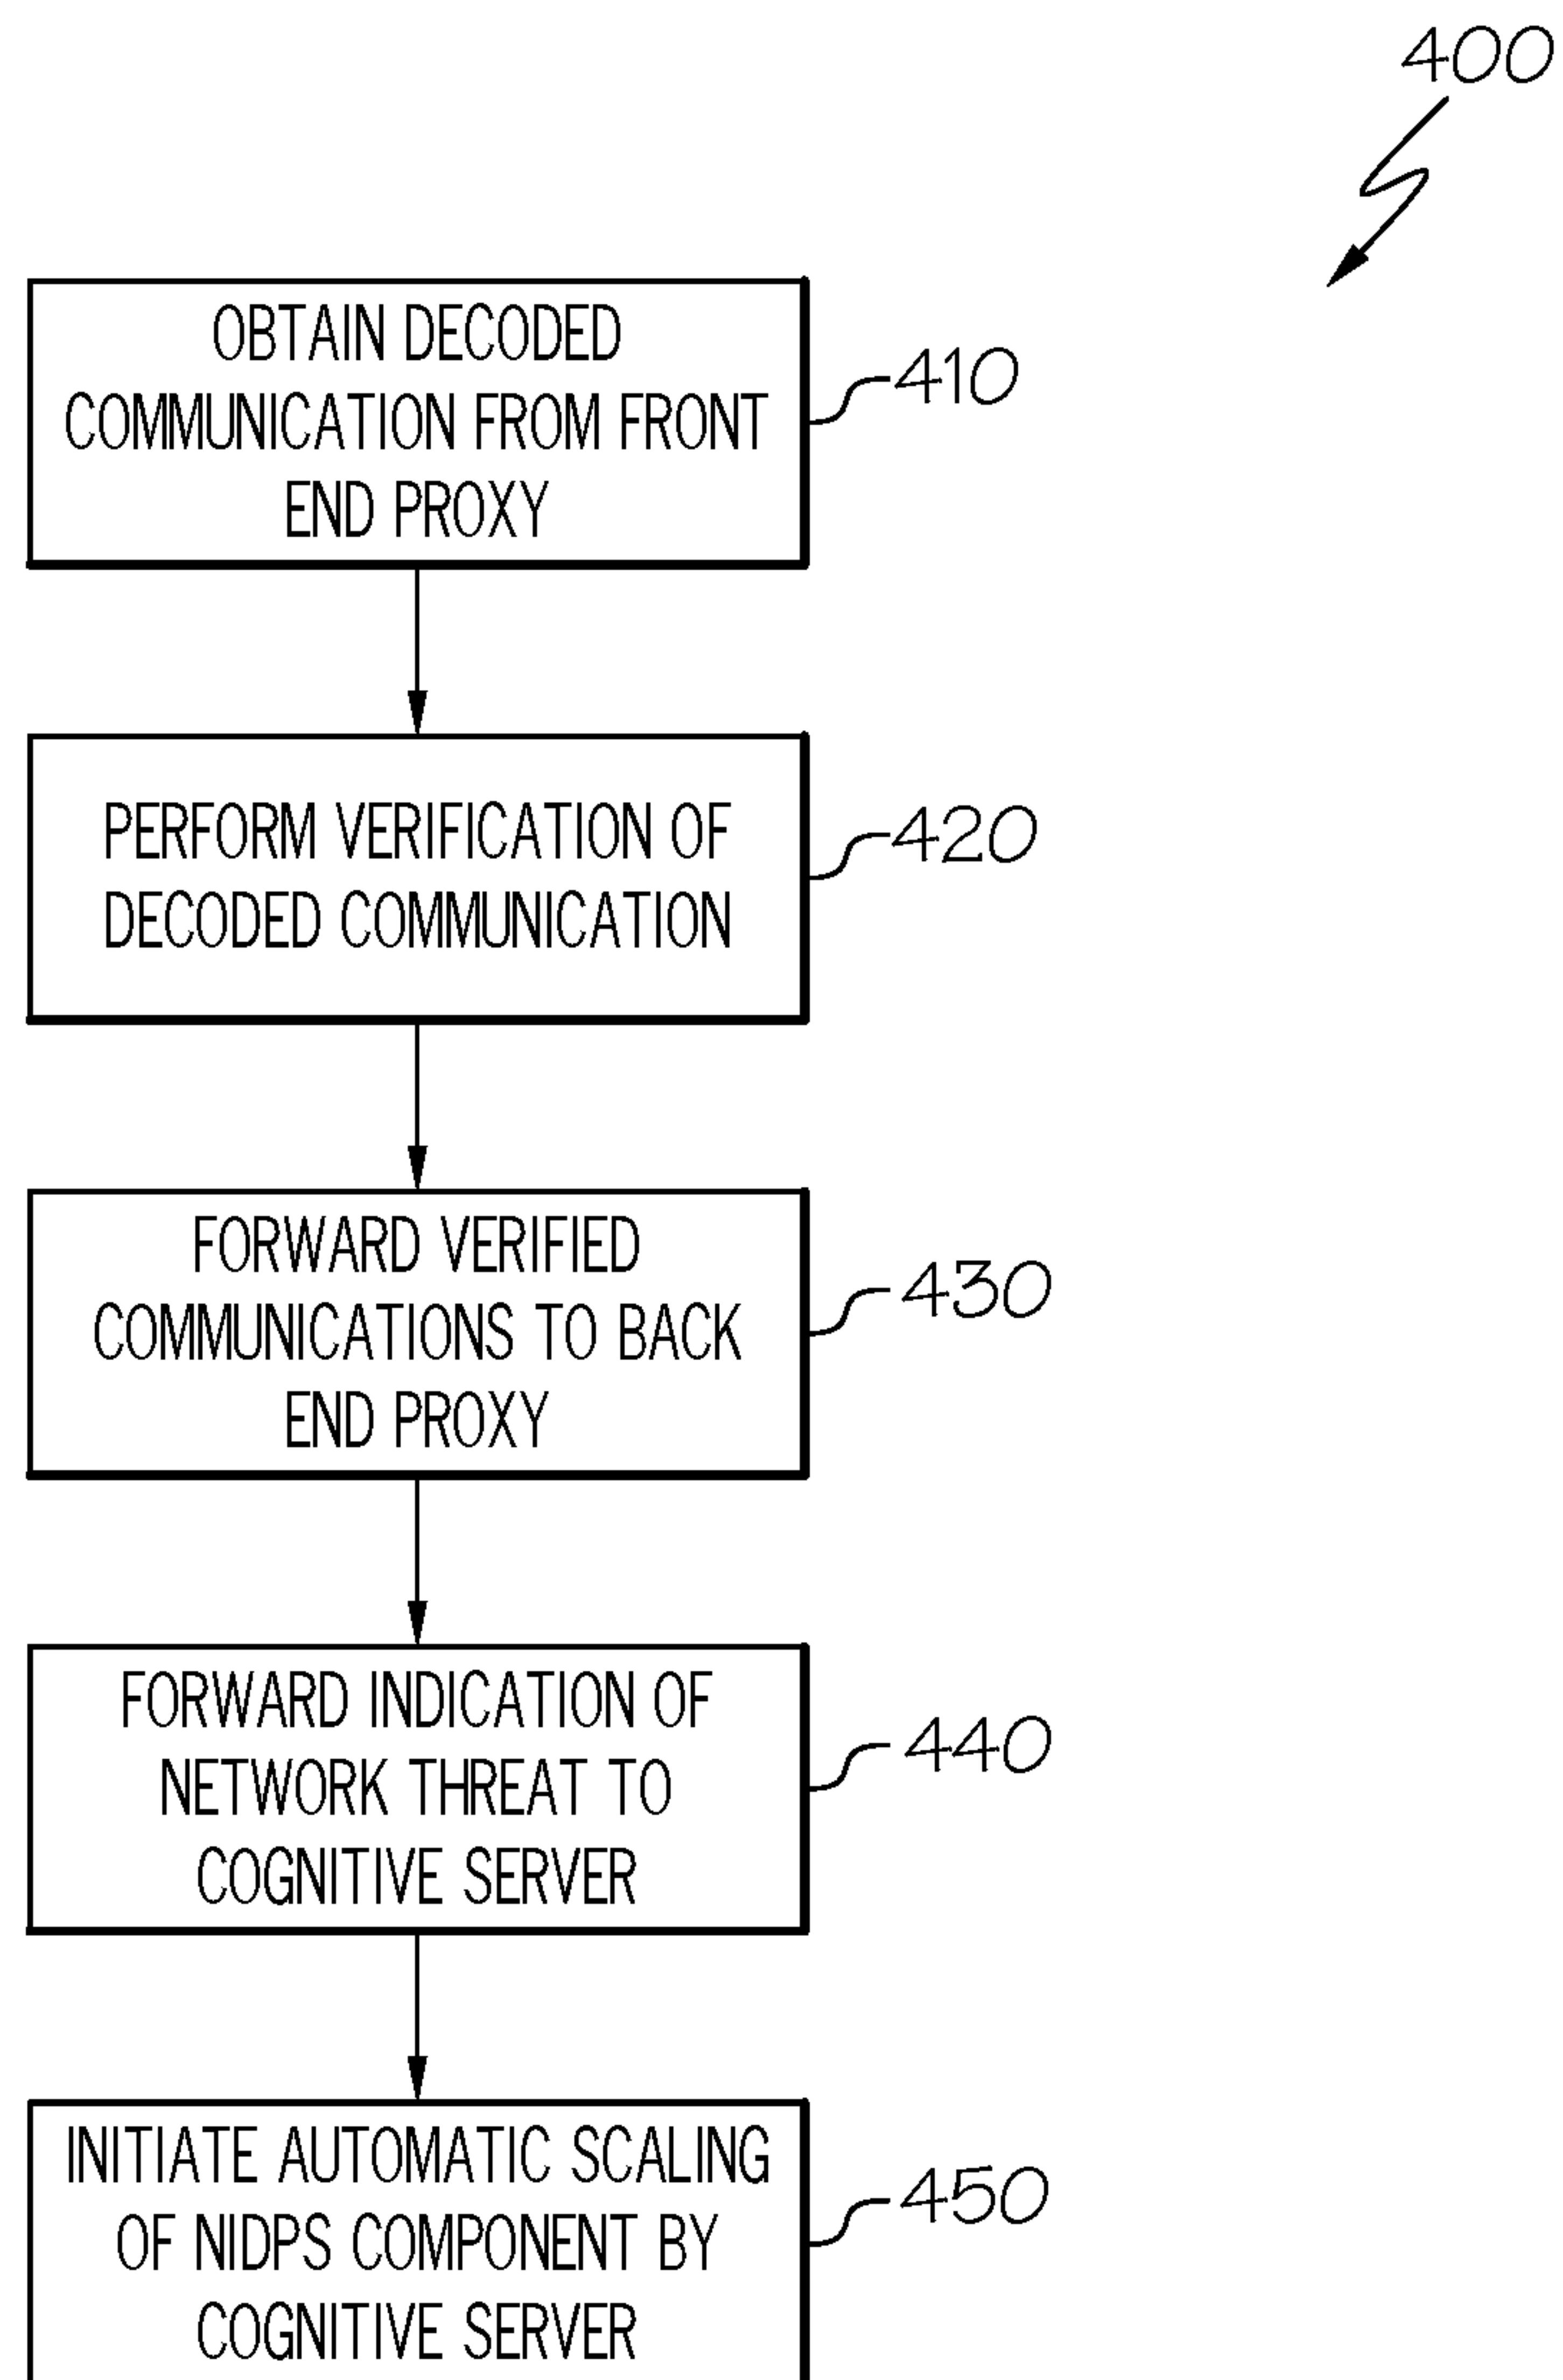 400
OBTAIN DECODED
COMMUNICATION FROM FRONT
END PROXY
410
PERFORM VERIFICATION OF
DECODED COMMUNICATION
420
FORWARD VERIFIED
COMMUNICATIONS TO BACK
END PROXY
430
FORWARD INDICATION OF
NETWORK THREAT TO
COGNITIVE SERVER
440
INITIATE AUTOMATIC SCALING
OF NIDPS COMPONENT BY
COGNITIVE SERVER
450